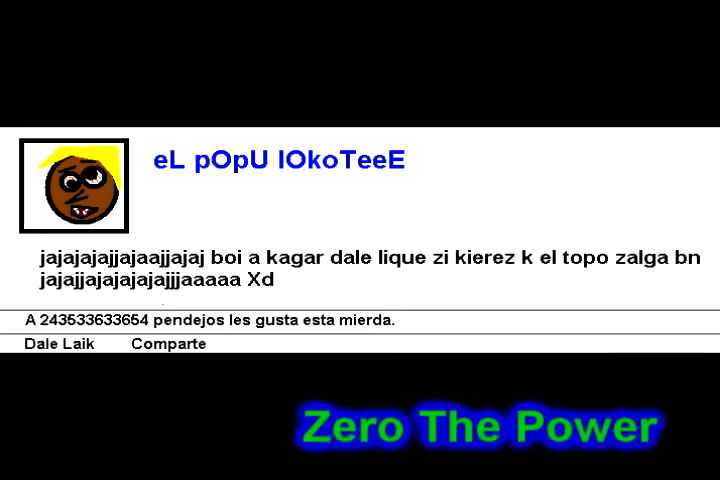 eL pOpU lOkoTeeE
jajajajajjajaajjajaj boi a kagar dale lique zi kierez k el topo zalga bn
jajajjajajajajajjjaaaaa Xd
A 243533633654 pendejos les gusta esta mierda.
Dale Laik Comparte
Zero The Power